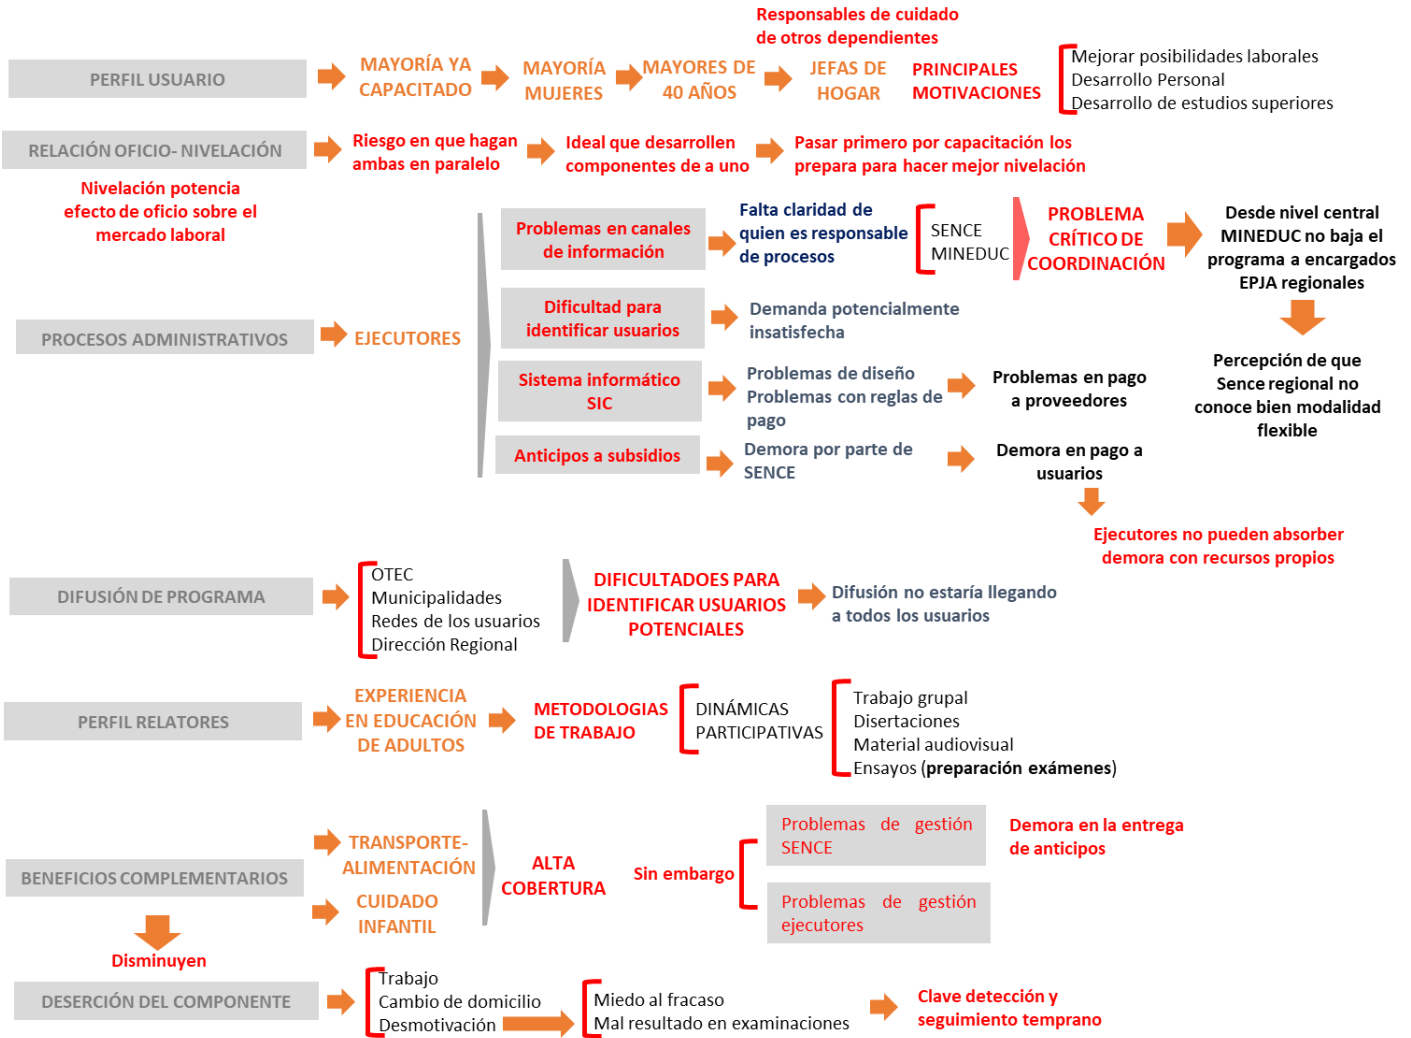 Responsables de cuidado
de otros dependientes
PERFIL USUARIO
MAYORÍA YA
CAPACITADO
MAYORÍA
MUJERES
MAYORES DE
40 AÑOS
JEFAS DE
HOGAR
PRINCIPALES
MOTIVACIONES
Mejorar posibilidades laborales
Desarrollo Personal
Desarrollo de estudios superiores
RELACIÓN OFICIO- NIVELACIÓN
Riesgo en que hagan
ambas en paralelo
Ideal que desarrollen
componentes de a uno
Pasar primero por capacitación los
prepara para hacer mejor nivelación
Nivelación potencia
efecto de oficio sobre el
mercado laboral
PROCESOS ADMINISTRATIVOS
EJECUTORES
Problemas en canales
de información
Falta claridad de
quien es responsable
de procesos
SENCE
MINEDUC
PROBLEMA
CRÍTICO DE
COORDINACIÓN
Desde nivel central
MINEDUC no baja el
programa a encargados
EPJA regionales
Percepción de que
Sence regional no
conoce bien modalidad
flexible
Dificultad para
identificar usuarios
Demanda potencialmente
insatisfecha
Sistema informático
SIC
Problemas de diseño
Problemas con reglas de
pago
Problemas en pago
a proveedores
Anticipos a subsidios
Demora por parte de
SENCE
Demora en pago a
usuarios
Ejecutores no pueden absorber
demora con recursos propios
DIFUSIÓN DE PROGRAMA
OTEC
Municipalidades
Redes de los usuarios
Dirección Regional
DIFICULTADOES PARA
IDENTIFICAR USUARIOS
POTENCIALES
Difusión no estaría llegando
a todos los usuarios
PERFIL RELATORES
EXPERIENCIA
EN EDUCACIÓN
DE ADULTOS
METODOLOGIAS
DE TRABAJO
DINÁMICAS
PARTICIPATIVAS
Trabajo grupal
Disertaciones
Material audiovisual
Ensayos (preparación exámenes)
BENEFICIOS COMPLEMENTARIOS
TRANSPORTE-
ALIMENTACIÓN
CUIDADO
INFANTIL
ALTA
COBERTURA
Sin embargo
Problemas de gestión
SENCE
Demora en la entrega
de anticipos
Problemas de gestión
ejecutores
Disminuyen
DESERCIÓN DEL COMPONENTE
Trabajo
Cambio de domicilio
Desmotivación
Miedo al fracaso
Mal resultado en examinaciones
Clave detección y
seguimiento temprano